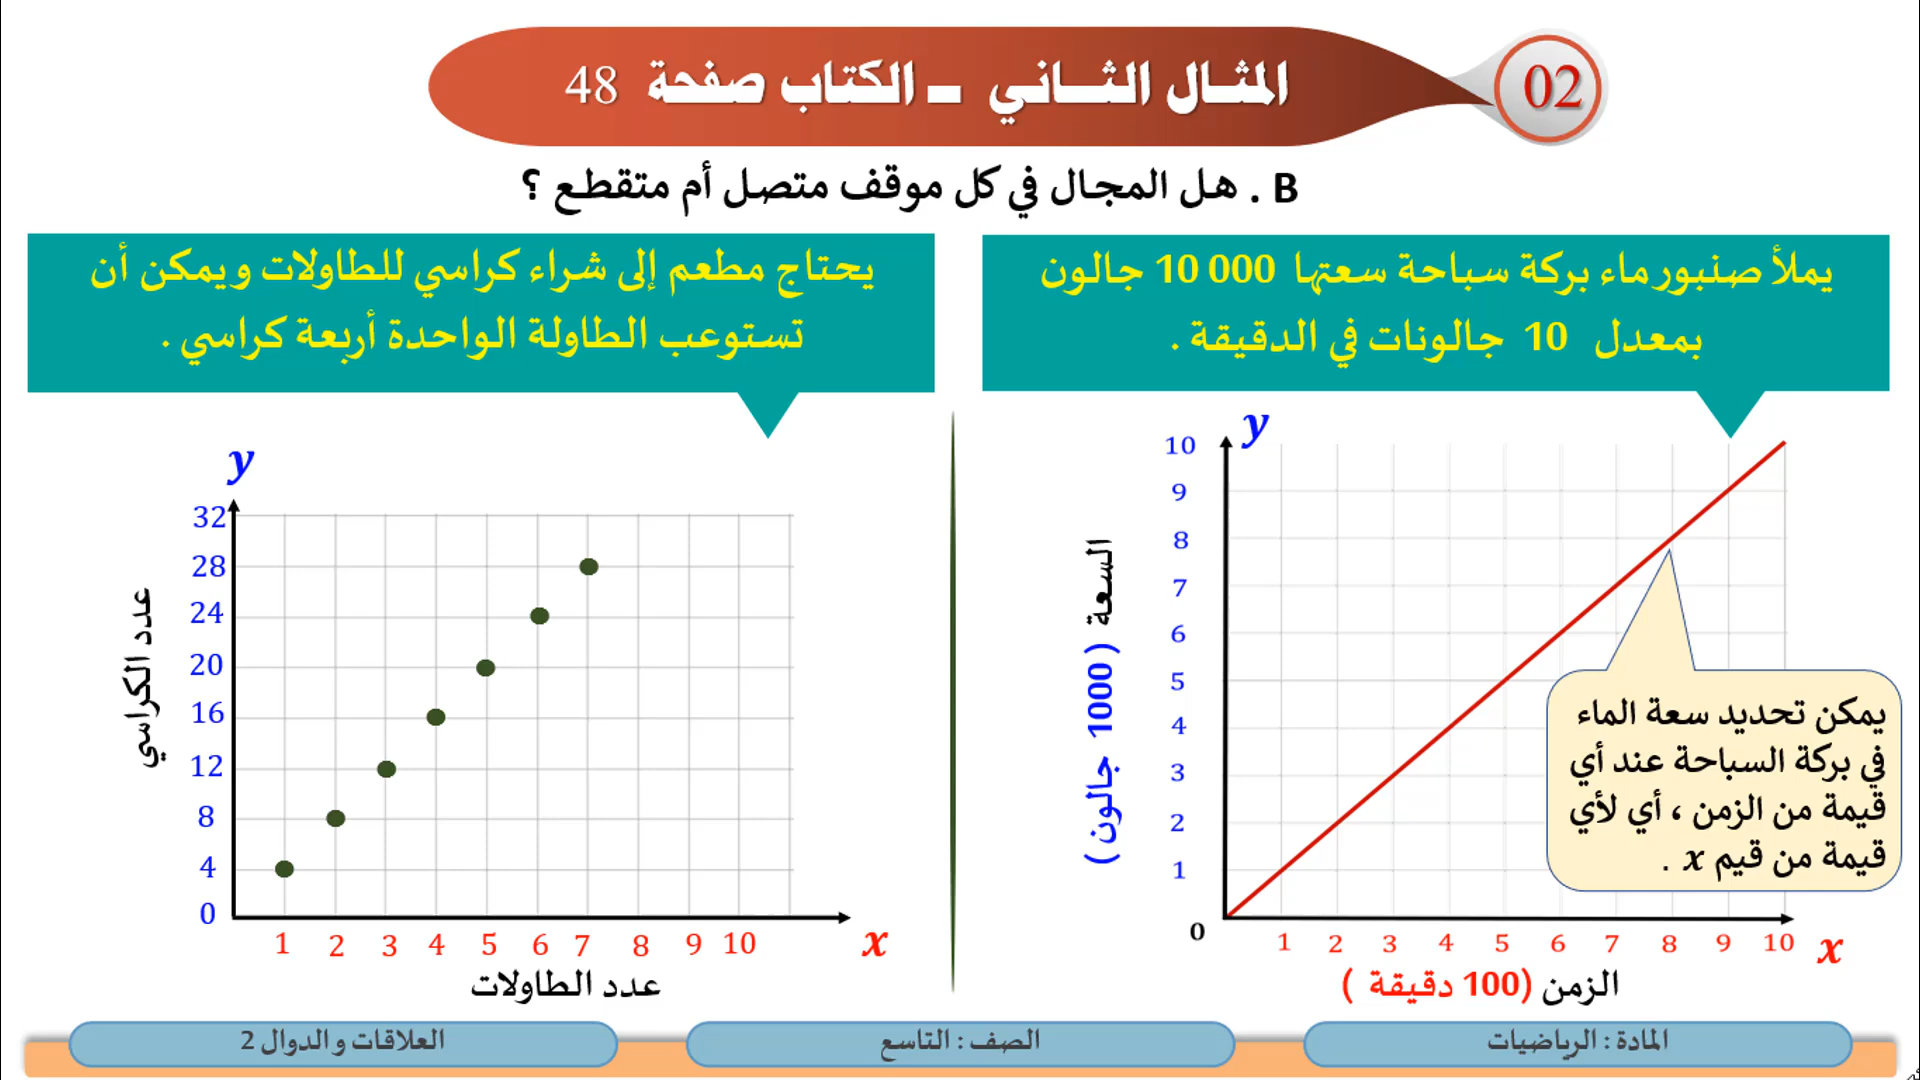 02
المثال الثاني - الكتاب صفحة 48
B . هل المجال في كل موقف متصل أم متقطع ؟
يملأ صنبور ماء بركة سباحة سعتها 10 000 جالون
بمعدل 10 جالونات في الدقيقة .
يحتاج مطعم إلى شراء كراسي للطاولات ويمكن أن
تستوعب الطاولة الواحدة أربعة كراسي .
y
10
9
8
7
6
5
4
3
2
1
0
السعة ( 1000 جالون )
1 2 3 4 5 6 7 8 9 10 x
الزمن (100 دقيقة )
يمكن تحديد سعة الماء
في بركة السباحة عند أي
قيمة من الزمن ، أي لأي
قيمة من قيم x .
y
32
28
24
20
16
12
8
4
0
عدد الكراسي
1 2 3 4 5 6 7 8 9 10 x
عدد الطاولات
المادة : الرياضيات
الصف : التاسع
العلاقات و الدوال 2